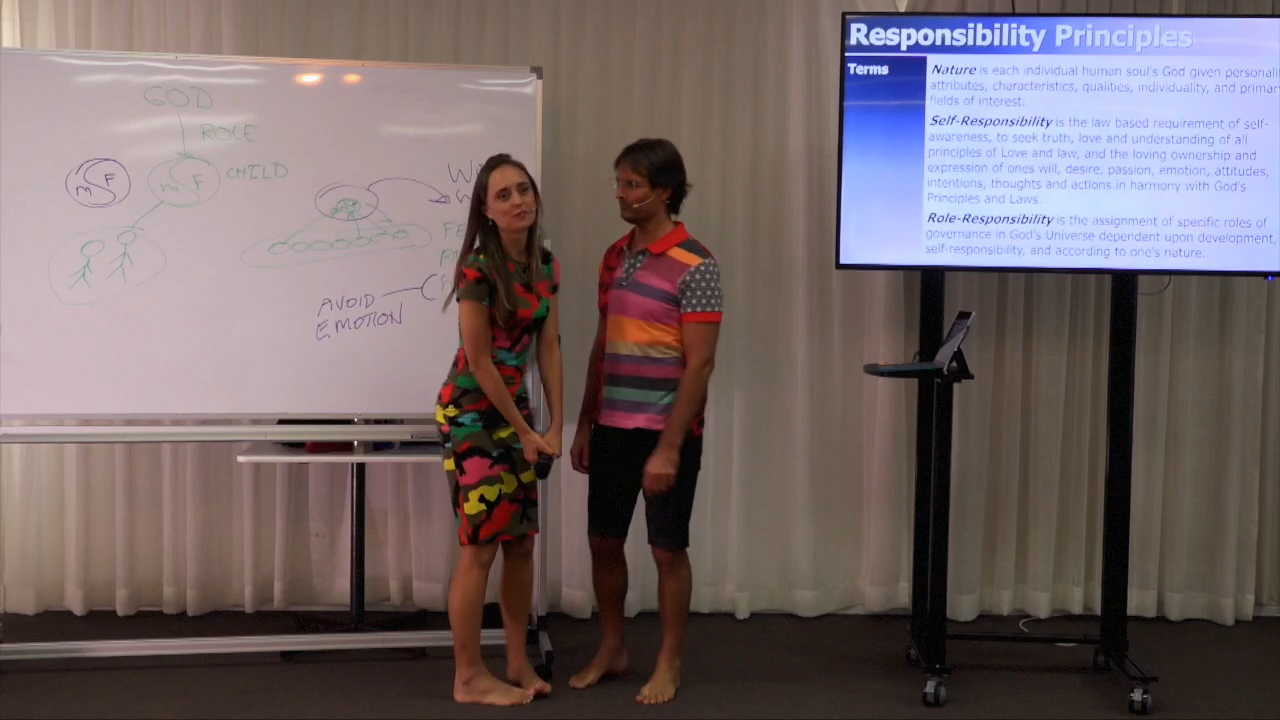 GOD
ROLE
CHILD
m F
m F
AVOID
EMOTION
Responsibility Principles
Terms
Nature is each individual human soul's God given
attributes, characteristics, qualities, individuality, and
fields of interest.
Self-Responsibility is the law based requirement of self-
awareness, to seek truth, love and understanding of all
principles of Love and law, and the loving ownership and
expression of ones will, desire, passion, emotion, attitudes,
intentions, thoughts and actions in harmony with God's
Principles and Laws.
Role-Responsibility is the assignment of specific roles of
governance in God's Universe dependent upon development,
self-responsibility, and according to one's nature.